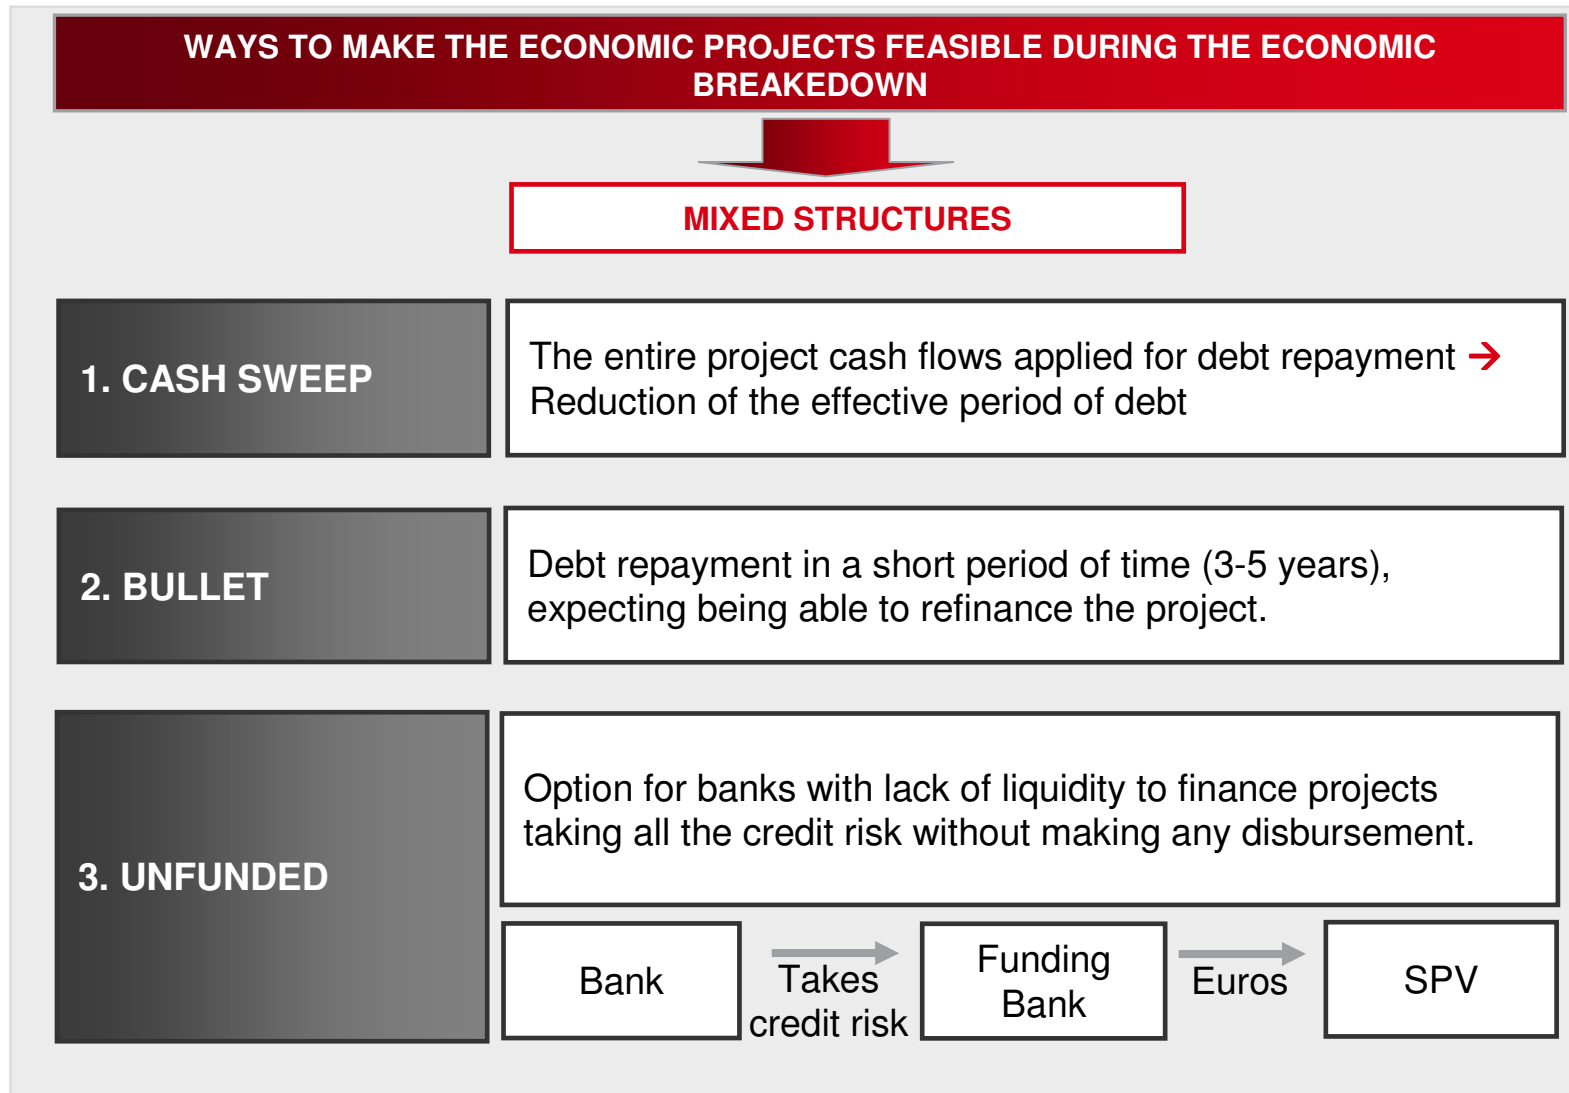 WAYS TO MAKE THE ECONOMIC PROJECTS FEASIBLE DURING THE ECONOMIC
BREAKEDOWN
MIXED STRUCTURES
1. CASH SWEEP
The entire project cash flows applied for debt repayment →
Reduction of the effective period of debt
2. BULLET
Debt repayment in a short period of time (3-5 years),
expecting being able to refinance the project.
3. UNFUNDED
Option for banks with lack of liquidity to finance projects
taking all the credit risk without making any disbursement.
Bank
Takes
credit risk
Funding
Bank
Euros
SPV